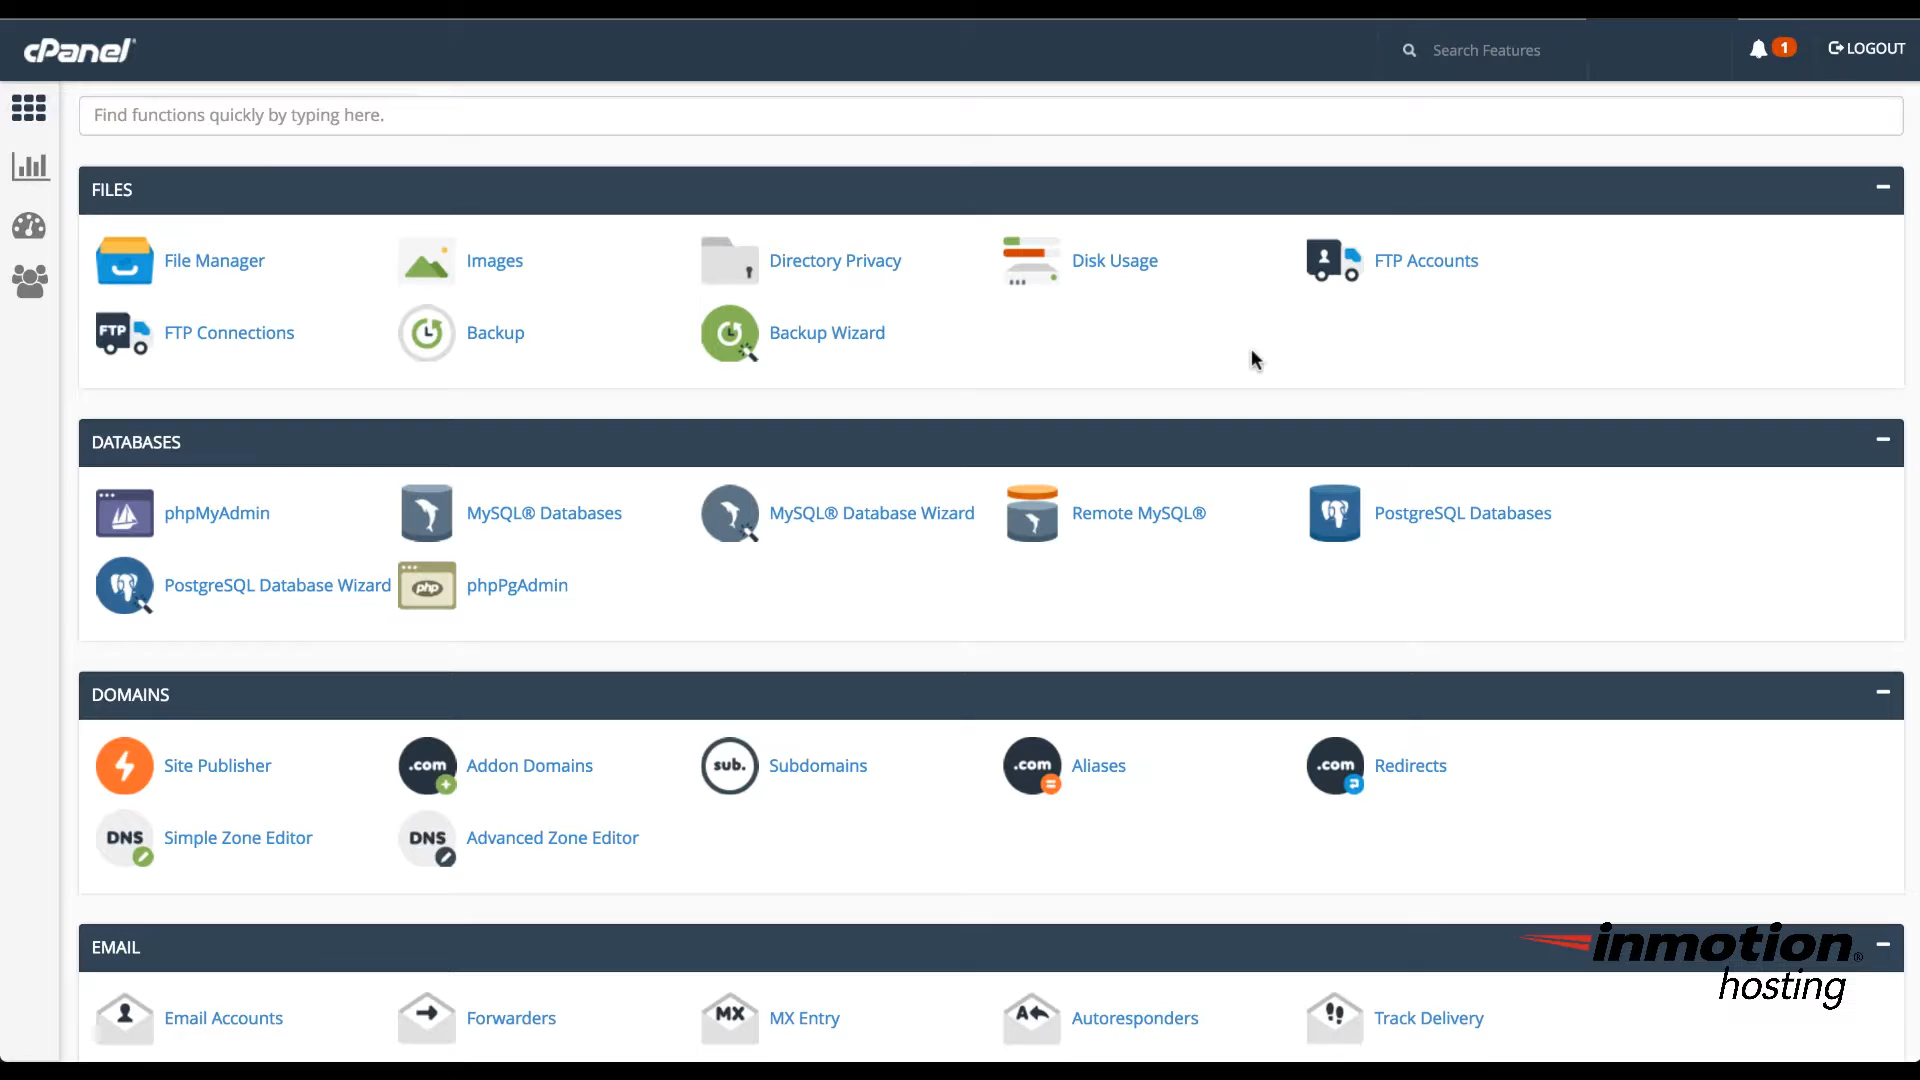 cPanel
Search Features
1
LOGOUT
Find functions quickly by typing here.
FILES
File Manager
Images
Directory Privacy
Disk Usage
FTP Accounts
FTP
FTP Connections
Backup
Backup Wizard
DATABASES
phpMyAdmin
MySQL® Databases
MySQL® Database Wizard
Remote MySQL®
PostgreSQL Databases
PostgreSQL Database Wizard
php
phpPgAdmin
DOMAINS
Site Publisher
.com
Addon Domains
sub.
Subdomains
.com
Aliases
.com
Redirects
DNS
Simple Zone Editor
DNS
Advanced Zone Editor
EMAIL
inmotion®
hosting
Email Accounts
Forwarders
MX
MX Entry
A
Autoresponders
Track Delivery